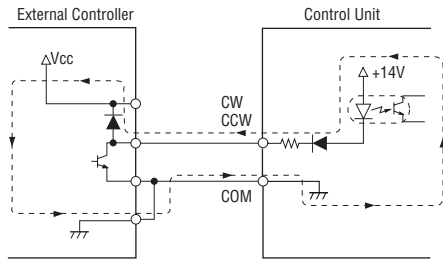 External Controller
Control Unit
Vcc
+14V
CW
CCW
COM